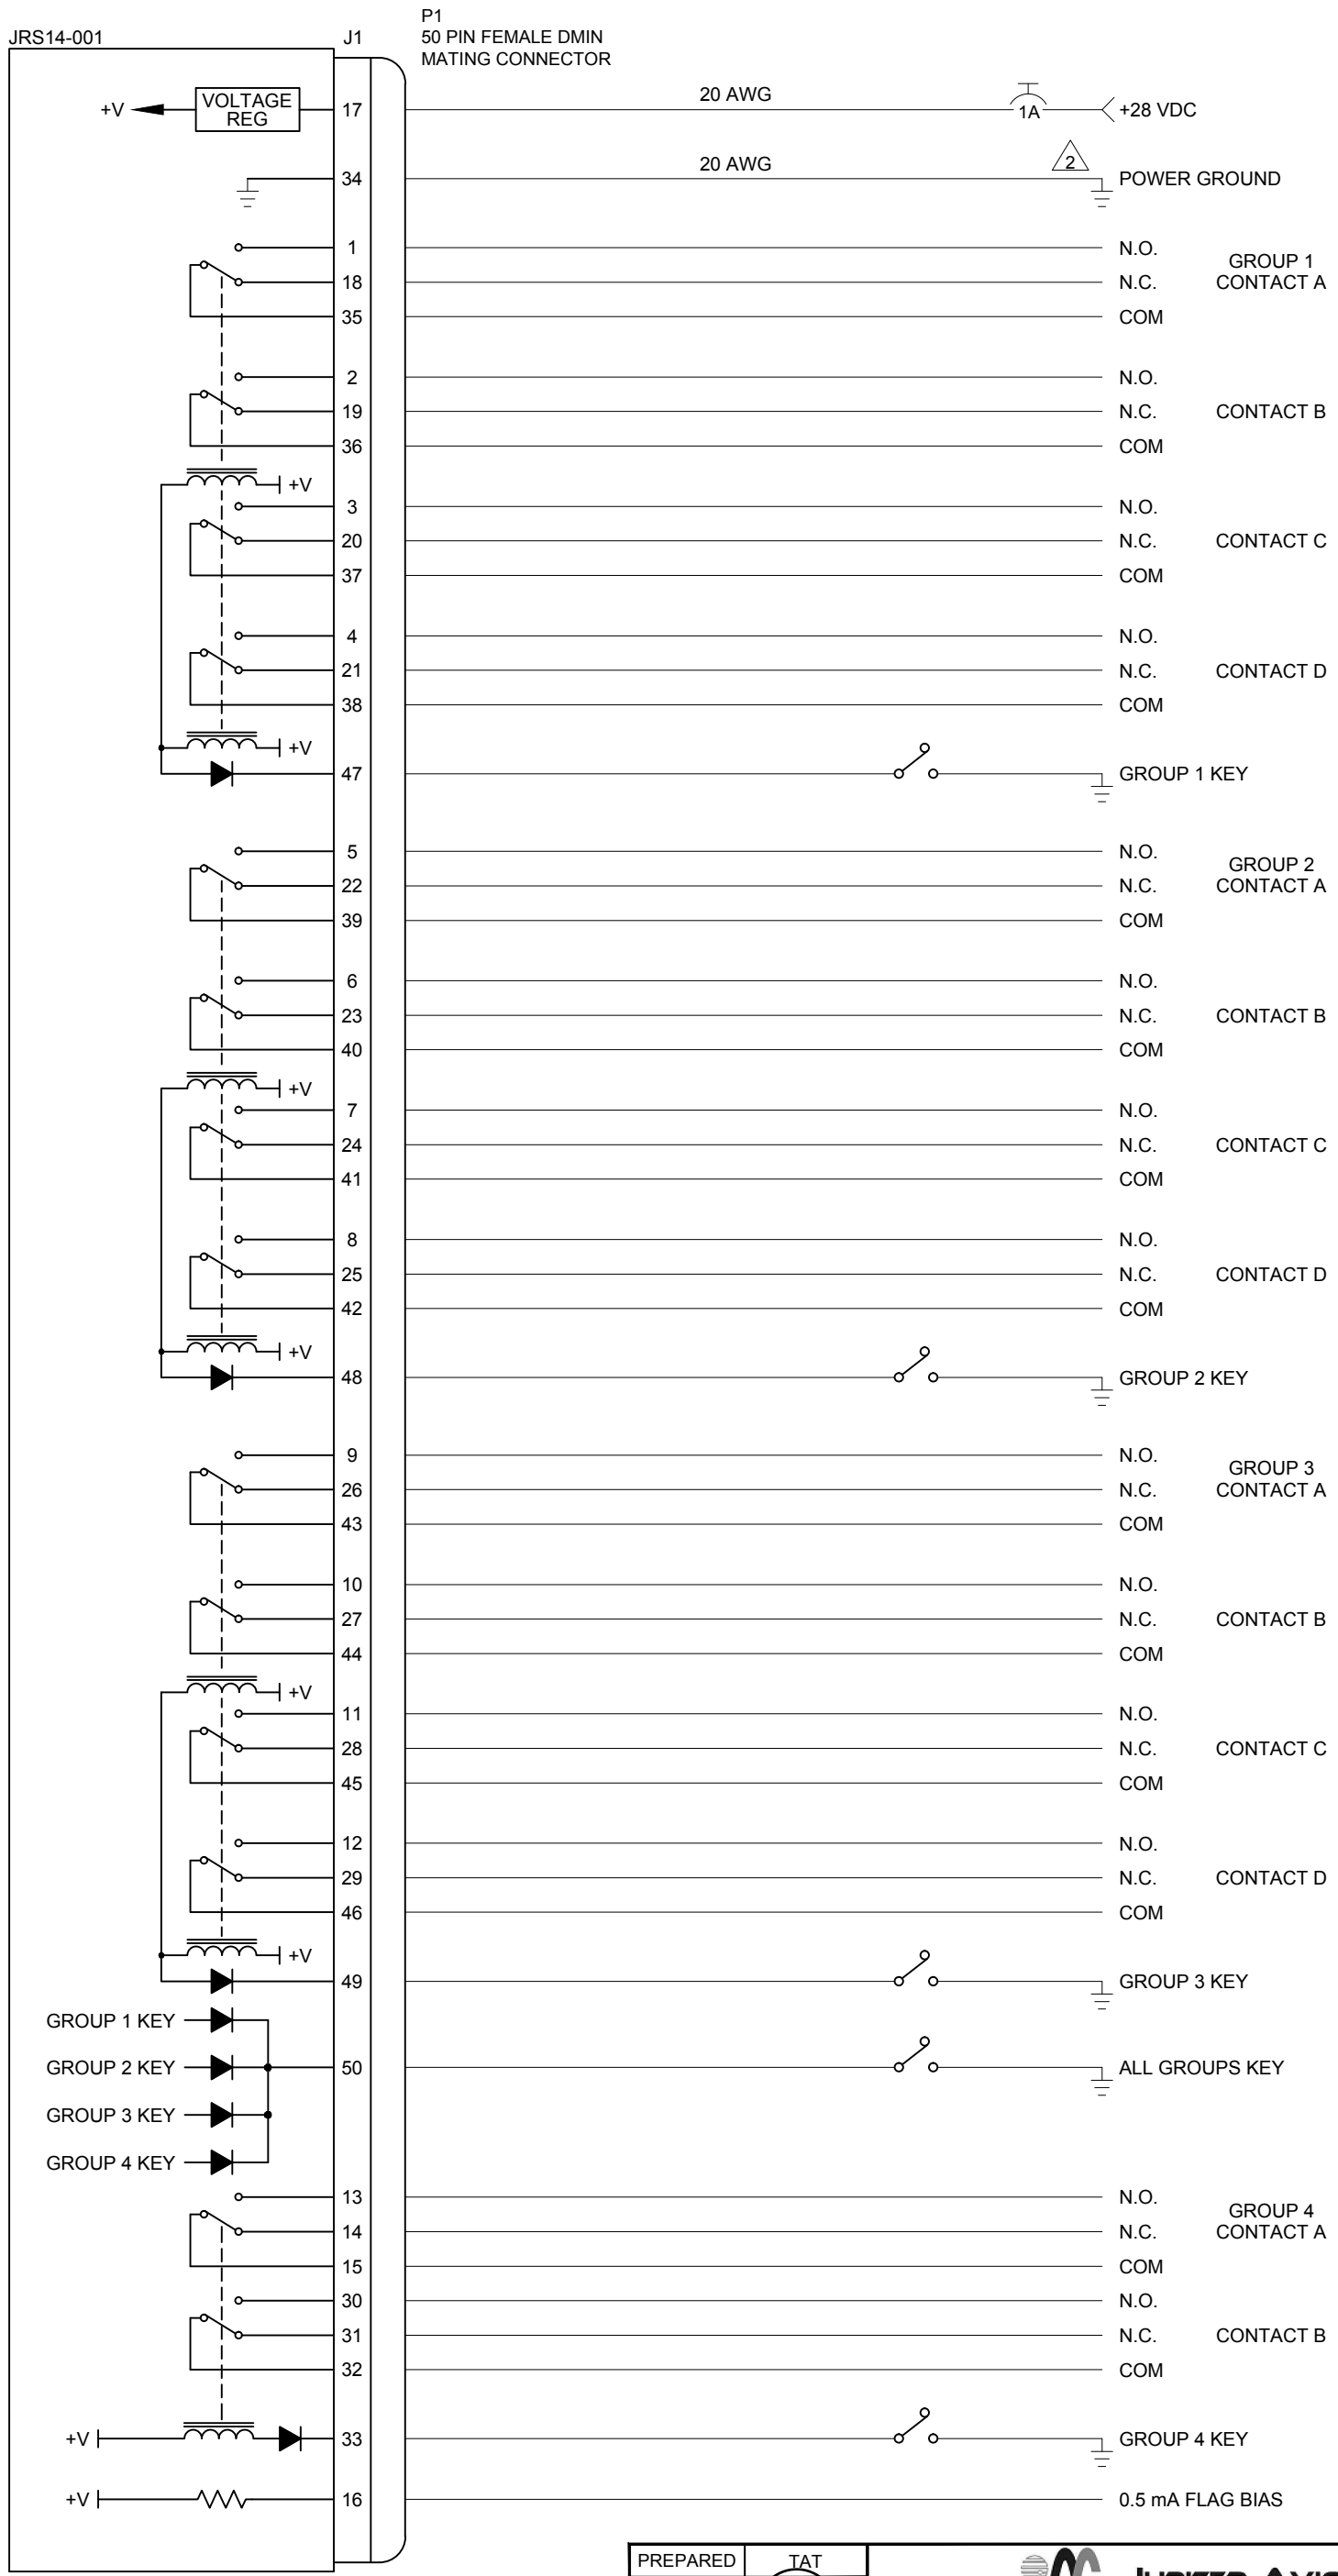 P1
JRS14-001 J1 50 PIN FEMALE DMIN
MATING CONNECTOR
+V VOLTAGE REG 17 20 AWG 1A +28 VDC
34 20 AWG 2 POWER GROUND
1 N.O. GROUP 1
18 N.C. CONTACT A
35 COM
2 N.O.
19 N.C. CONTACT B
36 COM
+V
3 N.O.
20 N.C. CONTACT C
37 COM
4 N.O.
21 N.C. CONTACT D
38 COM
+V
47 GROUP 1 KEY
5 N.O. GROUP 2
22 N.C. CONTACT A
39 COM
6 N.O.
23 N.C. CONTACT B
40 COM
+V
7 N.O.
24 N.C. CONTACT C
41 COM
8 N.O.
25 N.C. CONTACT D
42 COM
+V
48 GROUP 2 KEY
9 N.O. GROUP 3
26 N.C. CONTACT A
43 COM
10 N.O.
27 N.C. CONTACT B
44 COM
+V
11 N.O.
28 N.C. CONTACT C
45 COM
12 N.O.
29 N.C. CONTACT D
46 COM
+V
49 GROUP 3 KEY
GROUP 1 KEY
GROUP 2 KEY 50 ALL GROUPS KEY
GROUP 3 KEY
GROUP 4 KEY
13 N.O. GROUP 4
14 N.C. CONTACT A
15 COM
30 N.O.
31 N.C. CONTACT B
32 COM
+V 33 GROUP 4 KEY
+V 16 0.5 mA FLAG BIAS
PREPARED TAT